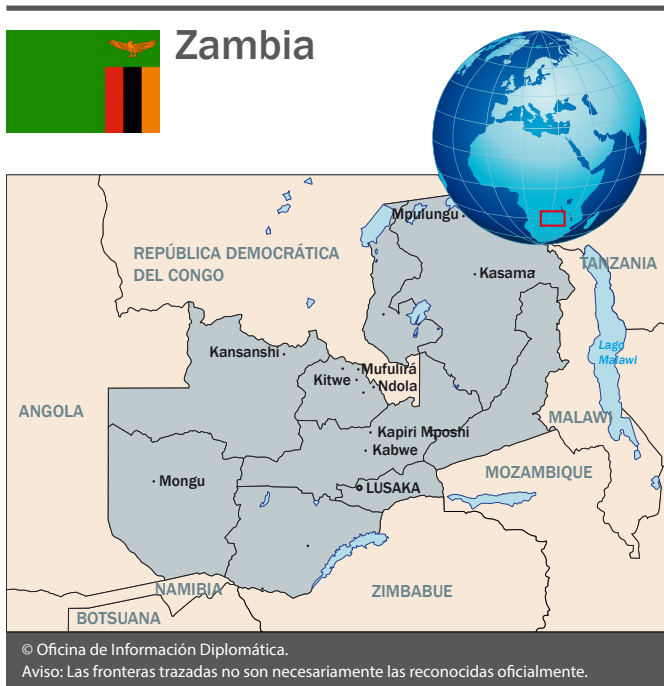 Zambia
Mpulungu
REPÚBLICA DEMOCRÁTICA
DEL CONGO
TANZANIA
Kasama
Lago
Malawi
Kansanshi
Mufulirá
Kitwe
Ndola
ANGOLA
MALAWI
Kapiri Mposhi
Kabwe
MOZAMBIQUE
Mongu
LUSAKA
NAMIBIA
ZIMBABUE
BOTSUANA
© Oficina de Información Diplomática.
Aviso: Las fronteras trazadas no son necesariamente las reconocidas oficialmente.